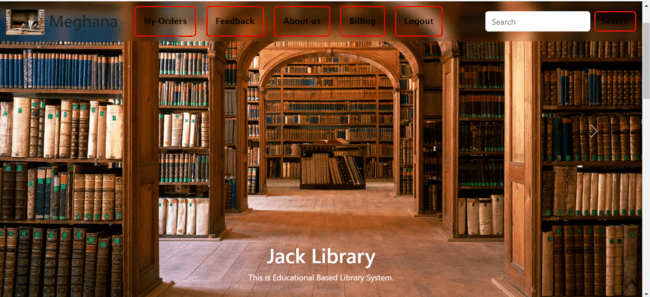 Meghana
My-Orders
Feedback
About-us
Billing
Logout
Search
Search
Jack Library
This is Educational Based Library System.